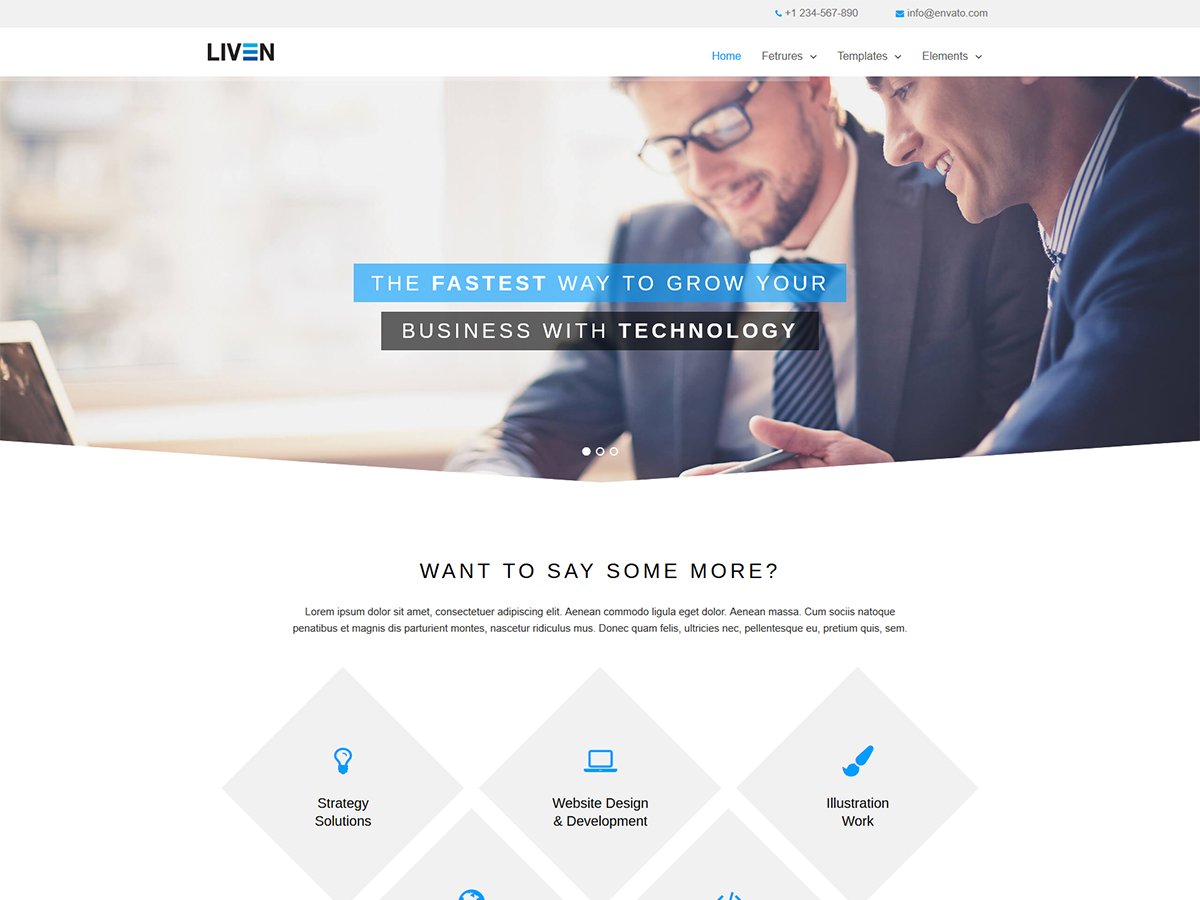 +1 234-567-890 info@envato.com
LIVEN Home Fetrures Templates Elements
THE FASTEST WAY TO GROW YOUR
BUSINESS WITH TECHNOLOGY
WANT TO SAY SOME MORE?
Lorem ipsum dolor sit amet, consectetuer adipiscing elit. Aenean commodo ligula eget dolor. Aenean massa. Cum sociis natoque
penatibus et magnis dis parturient montes, nascetur ridiculus mus. Donec quam felis, ultricies nec, pellentesque eu, pretium quis, sem.
Strategy
Solutions
Website Design
& Development
Illustration
Work